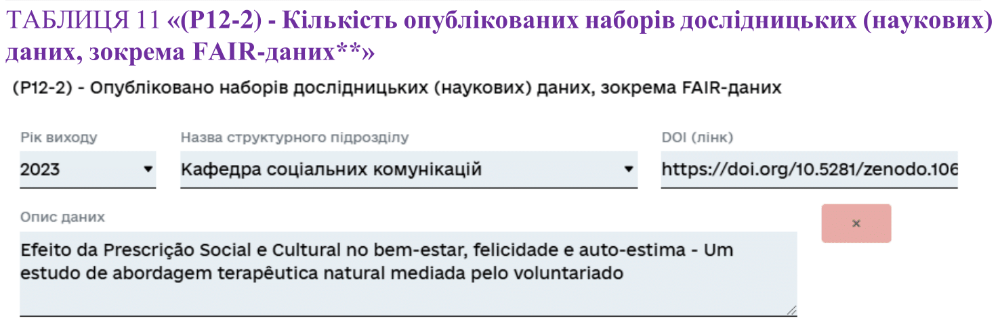 ТАБЛИЦЯ 11 «(P12-2) - Кількість опублікованих наборів дослідницьких (наукових)
даних, зокрема FAIR-даних**»
(P12-2) - Опубліковано наборів дослідницьких (наукових) даних, зокрема FAIR-даних
Рік виходу Назва структурного підрозділу DOI (лінк)
2023 Кафедра соціальних комунікацій https://doi.org/10.5281/zenodo.106
Опис даних
×
Efeito da Prescrição Social e Cultural no bem-estar, felicidade e auto-estima - Um
estudo de abordagem terapêutica natural mediada pelo voluntariado